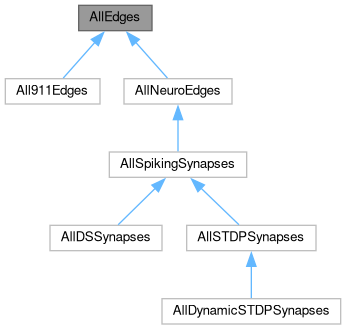 AllEdges
All911Edges
AllNeuroEdges
AllSpikingSynapses
AllDSSynapses
AllSTDPSynapses
AllDynamicSTDPSynapses